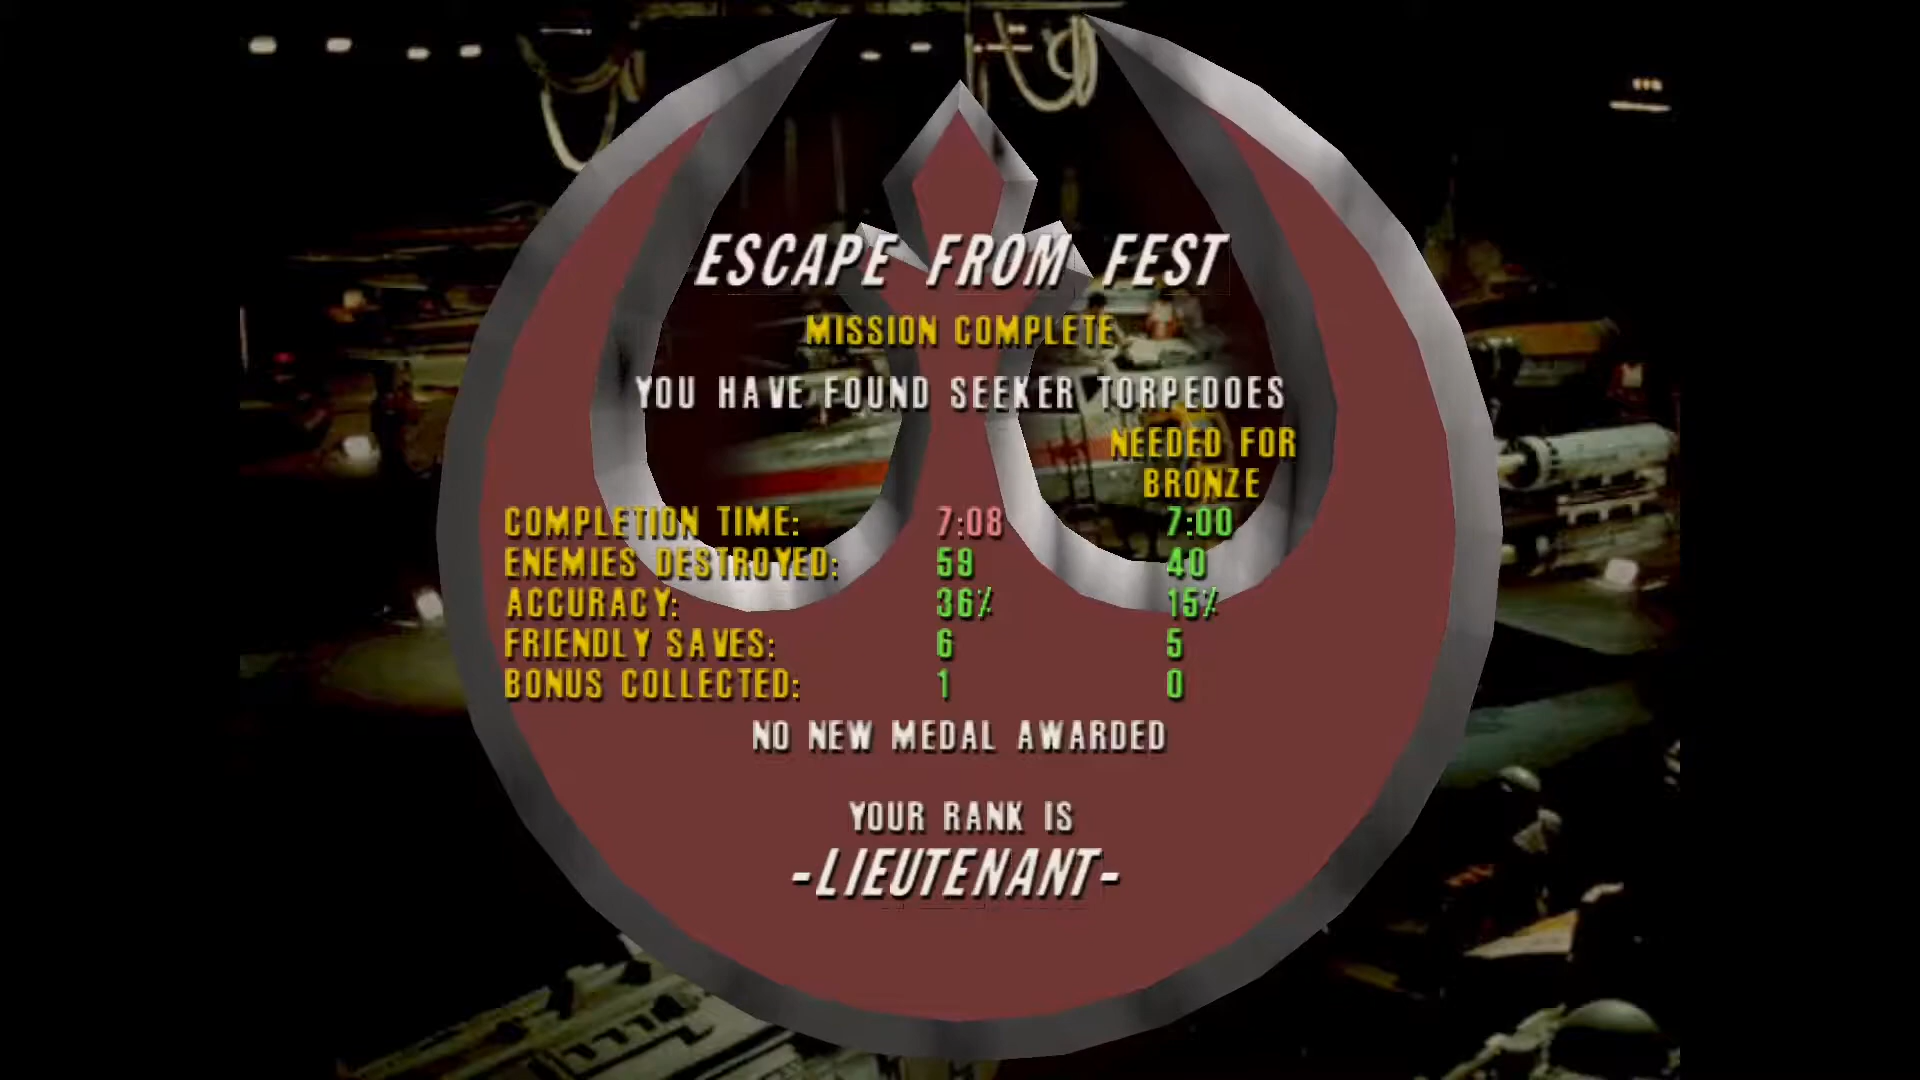 ESCAPE FROM FEST
MISSION COMPLETE
YOU HAVE FOUND SEEKER TORPEDOES
NEEDED FOR
BRONZE
COMPLETION TIME: 7:08 7:00
ENEMIES DESTROYED: 59 40
ACCURACY: 36% 15%
FRIENDLY SAVES: 6 5
BONUS COLLECTED: 1 0
NO NEW MEDAL AWARDED
YOUR RANK IS
-LIEUTENANT-